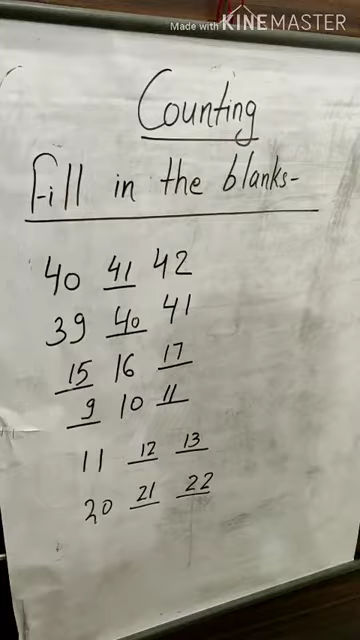 Made with KINEMASTER
Counting
Fill in the blanks-
40 41 42
39 40 41
15 16 17
9 10 11
11 12 13
20 21 22